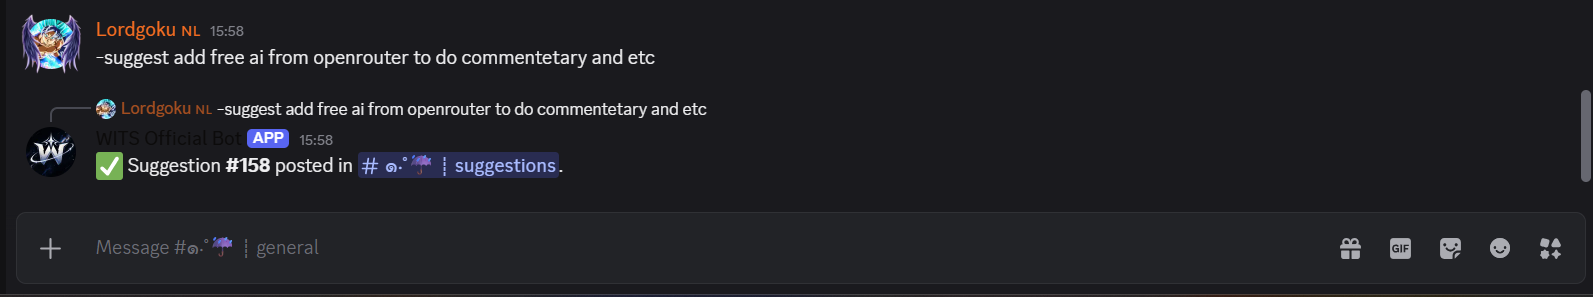 Lordgoku NL 15:58
-suggest add free ai from openrouter to do commentetary and etc
Lordgoku NL -suggest add free ai from openrouter to do commentetary and etc
WITS Official Bot APP 15:58
✅ Suggestion #158 posted in # ๑‧˚☔┊suggestions.
Message #๑‧˚☔┊general
GIF